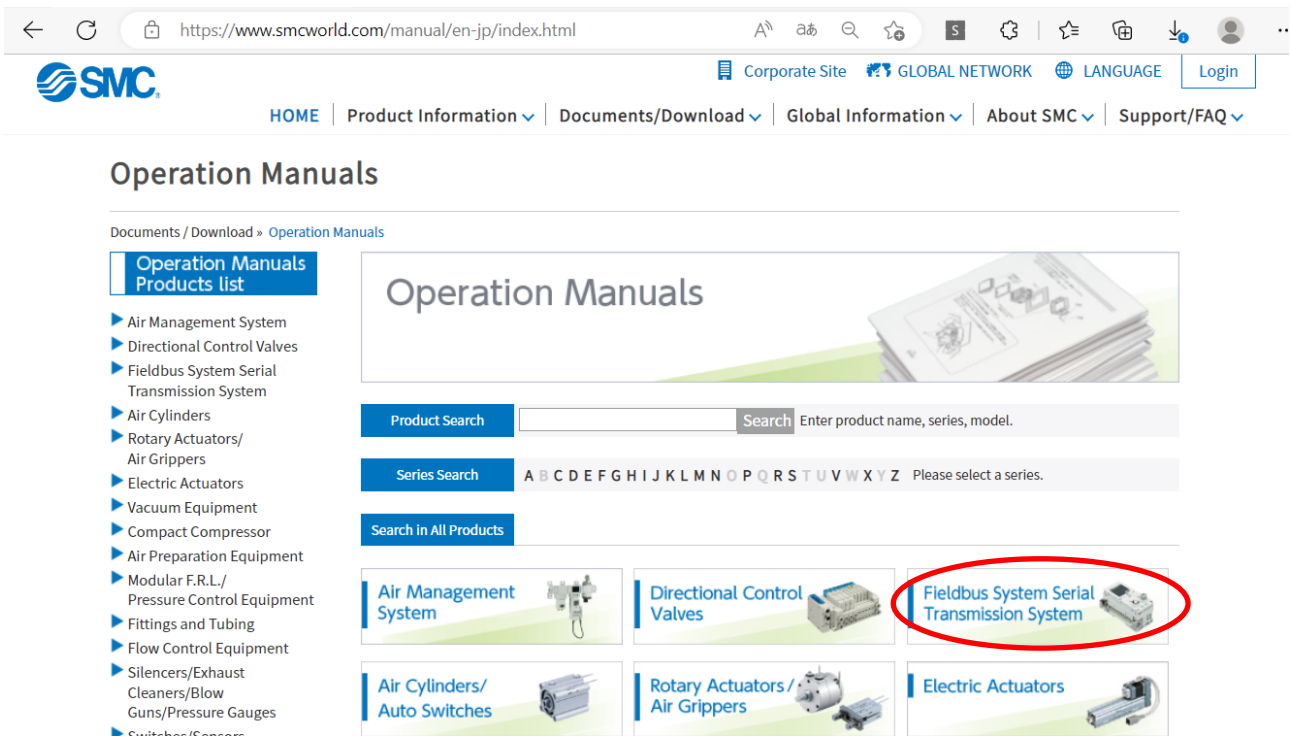 https://www.smcworld.com/manual/en-jp/index.html
SMC.
Corporate Site GLOBAL NETWORK LANGUAGE Login
HOME Product Information Documents/Download Global Information About SMC Support/FAQ
Operation Manuals
Documents / Download » Operation Manuals
Operation Manuals
Products list
Air Management System
Directional Control Valves
Fieldbus System Serial
Transmission System
Air Cylinders
Rotary Actuators/
Air Grippers
Electric Actuators
Vacuum Equipment
Compact Compressor
Air Preparation Equipment
Modular F.R.L./
Pressure Control Equipment
Fittings and Tubing
Flow Control Equipment
Silencers/Exhaust
Cleaners/Blow
Guns/Pressure Gauges
Switches/Sensors
Operation Manuals
Product Search Search Enter product name, series, model.
Series Search A B C D E F G H I J K L M N O P Q R S T U V W X Y Z Please select a series.
Search in All Products
Air Management
System
Directional Control
Valves
Fieldbus System Serial
Transmission System
Air Cylinders/
Auto Switches
Rotary Actuators/
Air Grippers
Electric Actuators